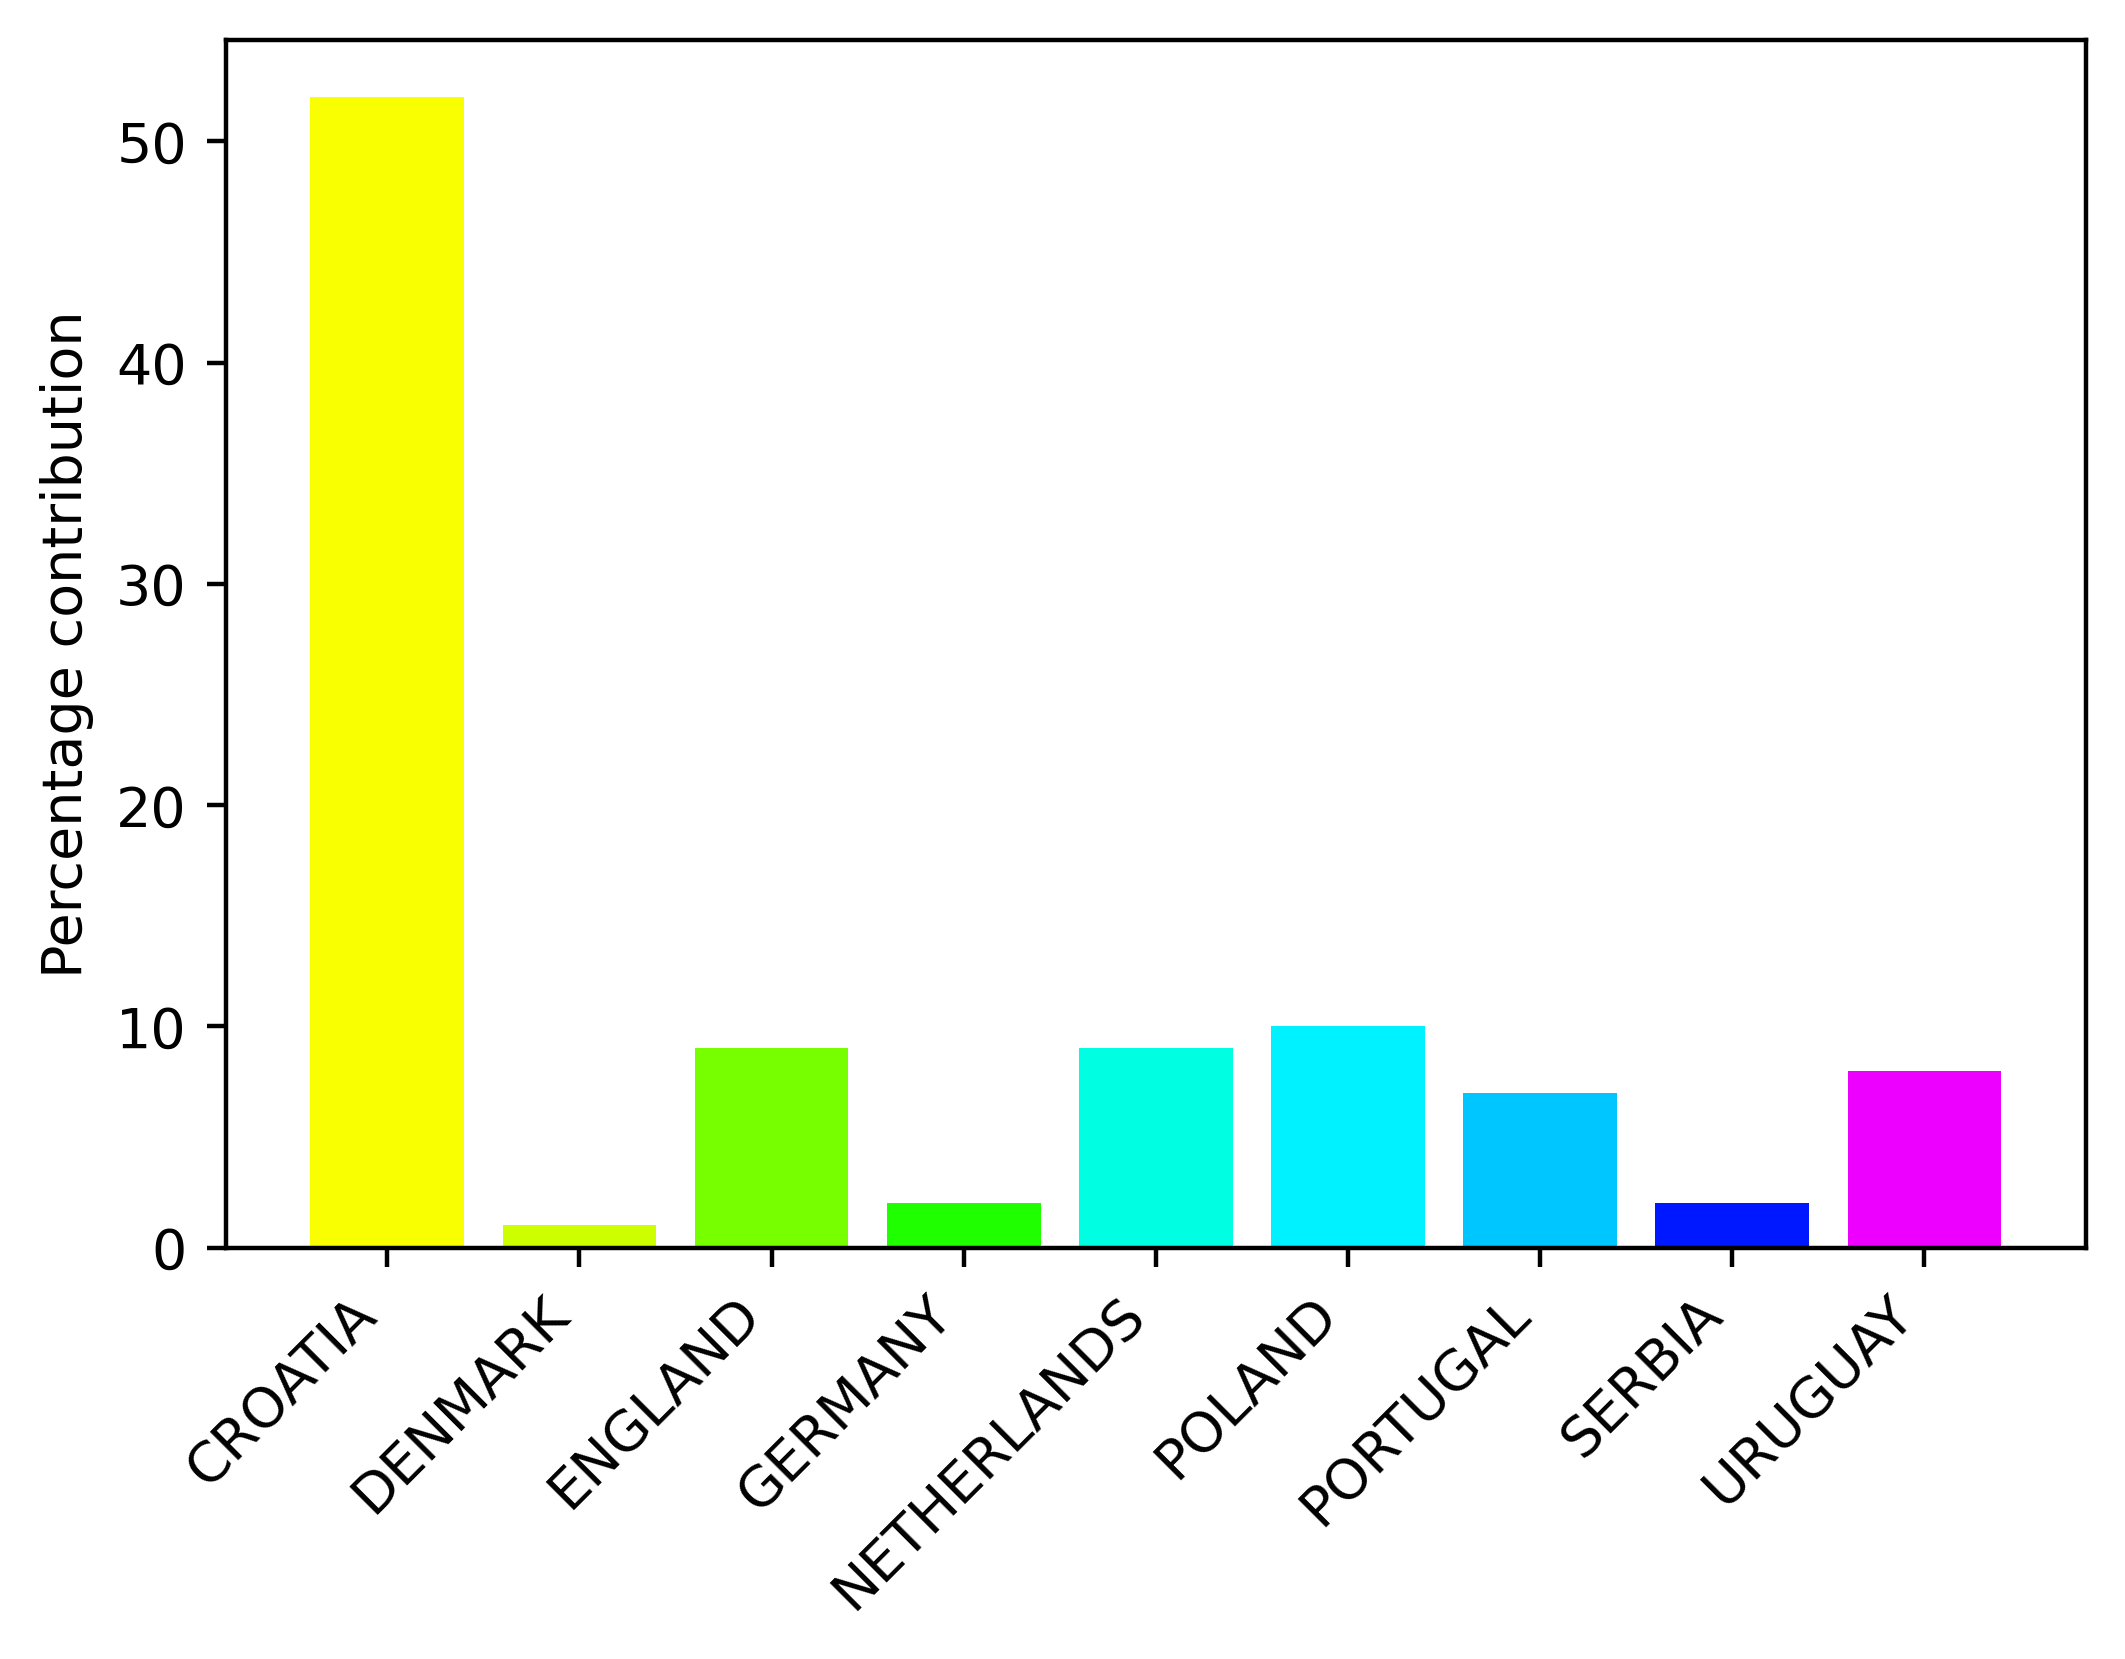 Percentage contribution
50
40
30
20
10
0
CROATIA
DENMARK
ENGLAND
GERMANY
NETHERLANDS
POLAND
PORTUGAL
SERBIA
URUGUAY